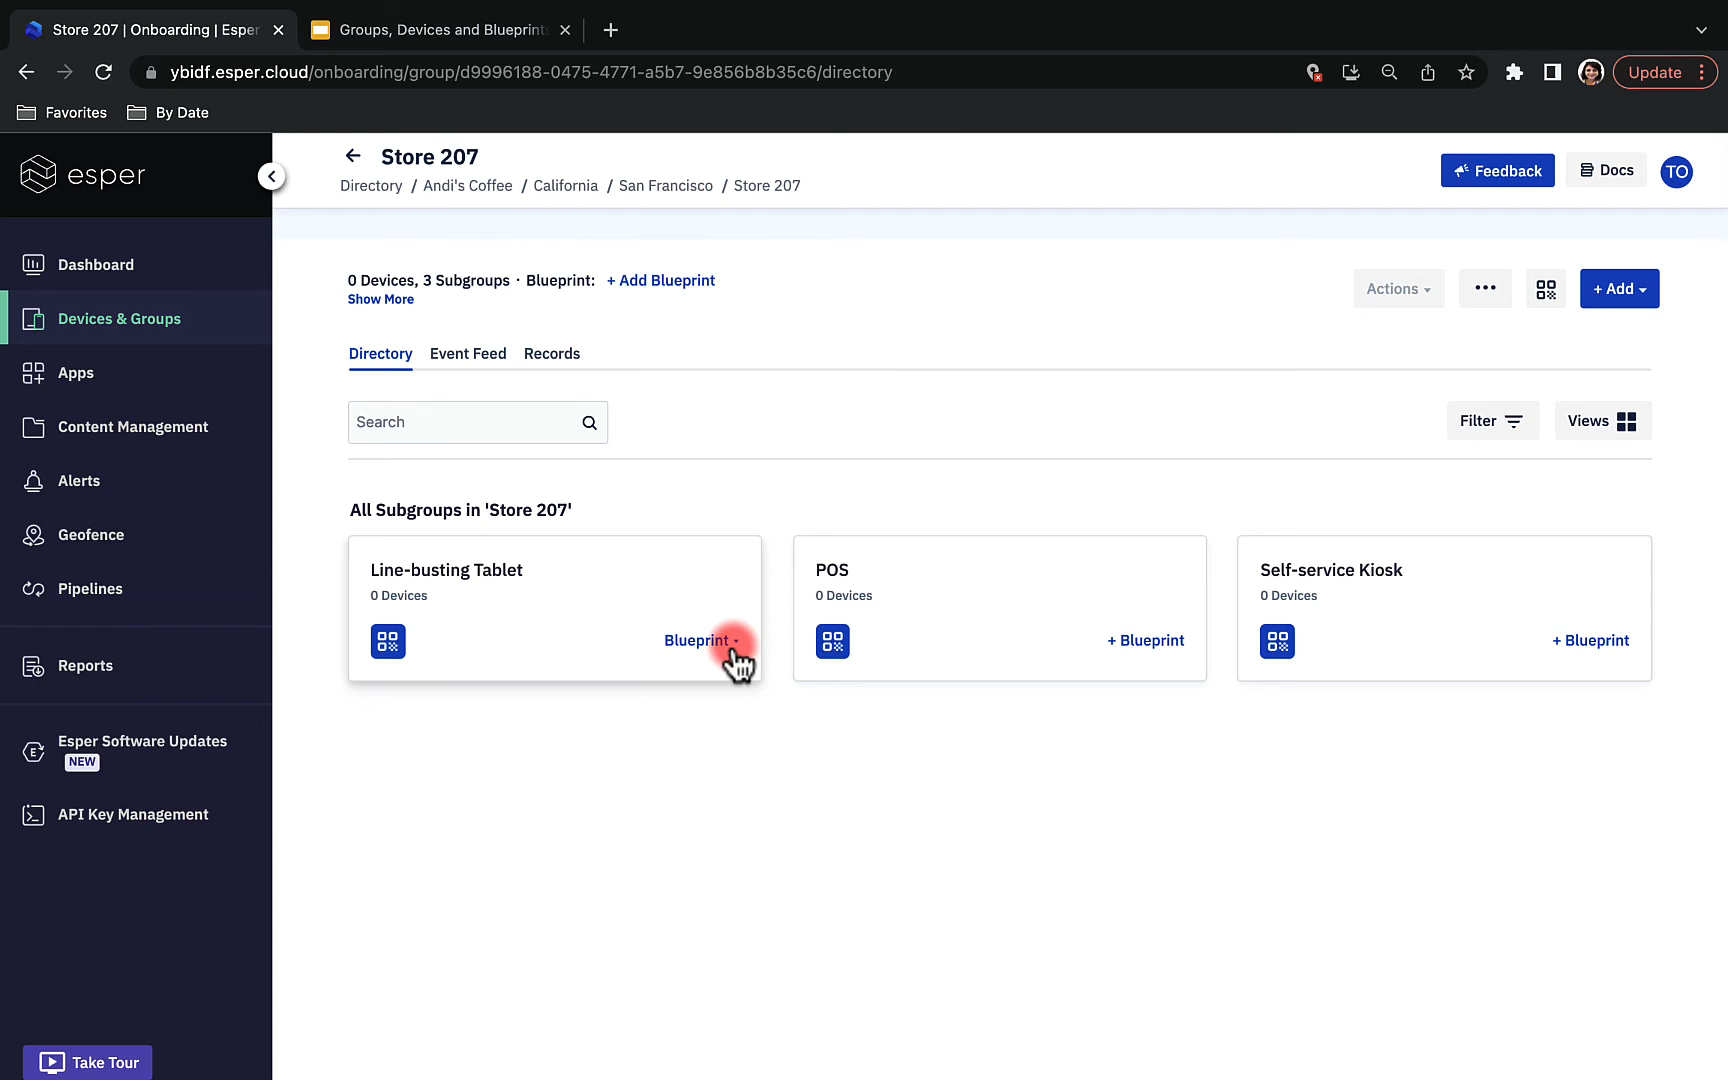 Store 207 | Onboarding | Esper
Groups, Devices and Blueprints
ybidf.esper.cloud/onboarding/group/d9996188-0475-4771-a5b7-9e856b8b35c6/directory
Update
Favorites
By Date
esper
Store 207
Directory / Andi's Coffee / California / San Francisco / Store 207
Feedback
Docs
TO
Dashboard
Devices & Groups
Apps
Content Management
Alerts
Geofence
Pipelines
Reports
Esper Software Updates
NEW
API Key Management
Take Tour
0 Devices, 3 Subgroups · Blueprint: + Add Blueprint
Show More
Actions
+ Add
Directory
Event Feed
Records
Search
Filter
Views
All Subgroups in 'Store 207'
Line-busting Tablet
0 Devices
Blueprint
POS
0 Devices
+ Blueprint
Self-service Kiosk
0 Devices
+ Blueprint